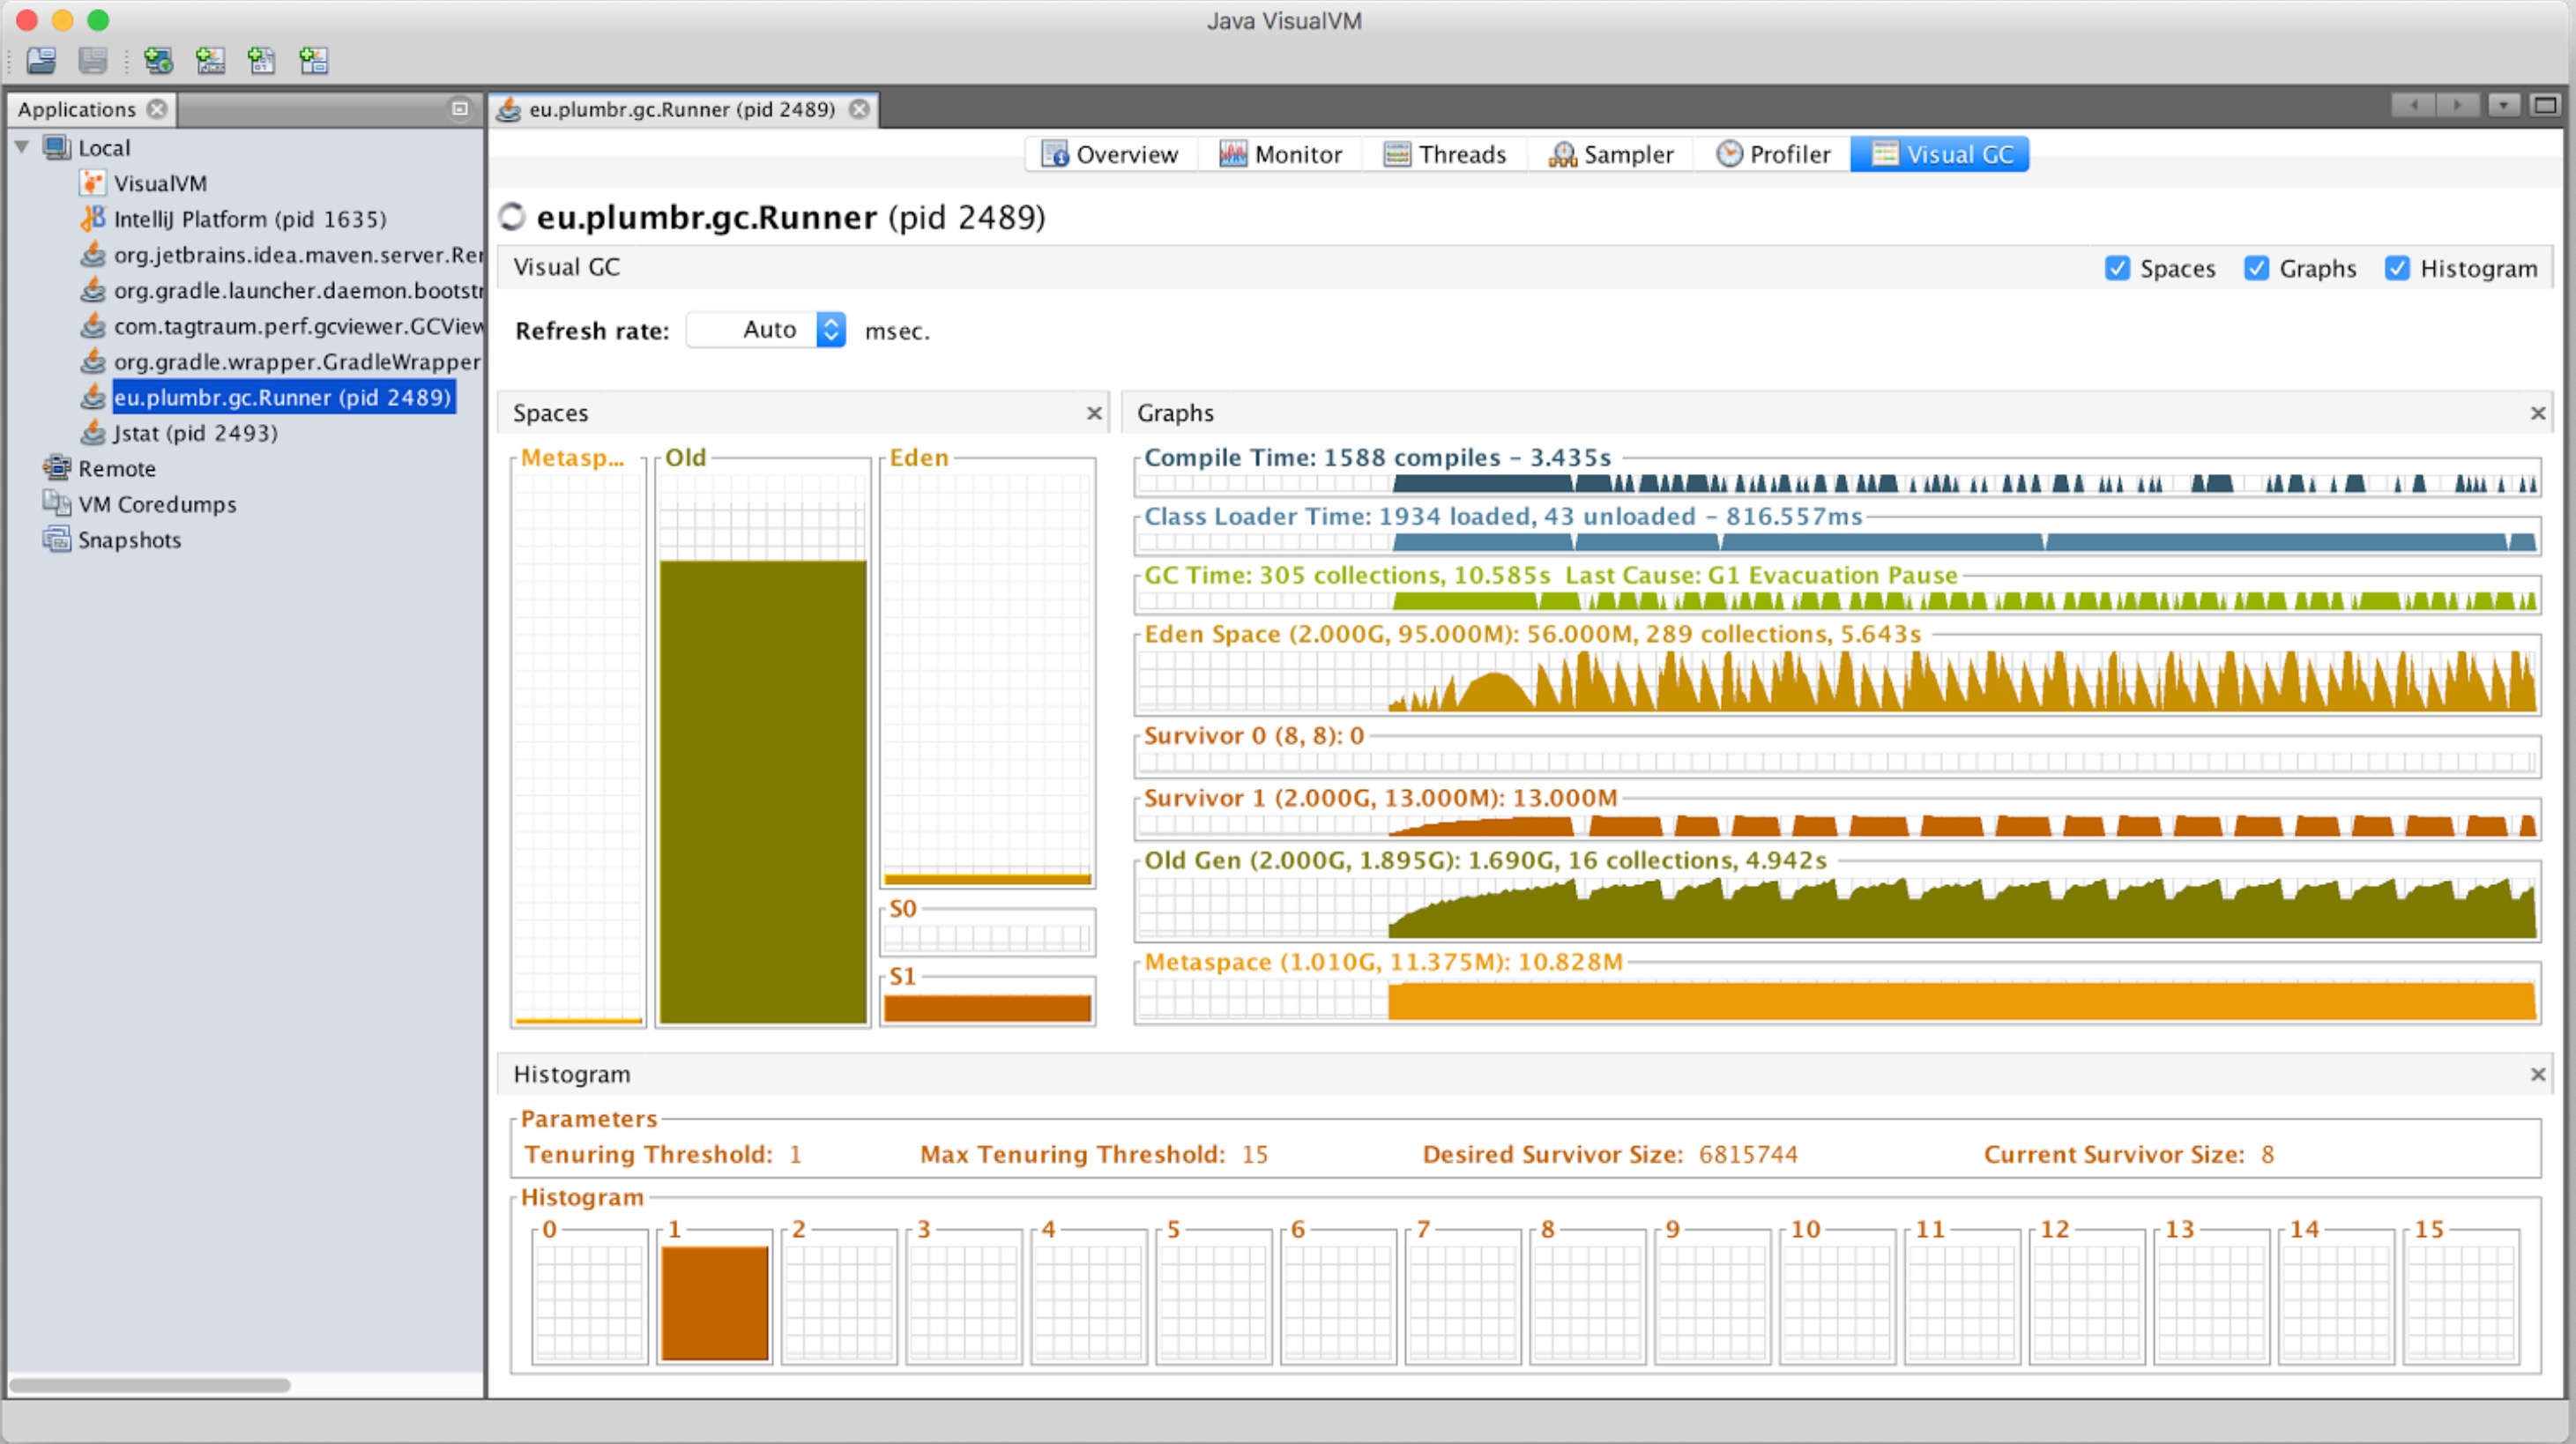 Java VisualVM
Applications
eu.plumbr.gc.Runner (pid 2489)
Local
VisualVM
IntelliJ Platform (pid 1635)
org.jetbrains.idea.maven.server.Rer
org.gradle.launcher.daemon.bootstr
com.tagtraum.perf.gcviewer.GCView
org.gradle.wrapper.GradleWrapper
eu.plumbr.gc.Runner (pid 2489)
Jstat (pid 2493)
Remote
VM Coredumps
Snapshots
Overview Monitor Threads Sampler Profiler Visual GC
eu.plumbr.gc.Runner (pid 2489)
Visual GC
Spaces Graphs Histogram
Refresh rate: Auto msec.
Spaces
Metasp... Old Eden
S0
S1
Graphs
Compile Time: 1588 compiles - 3.435s
Class Loader Time: 1934 loaded, 43 unloaded - 816.557ms
GC Time: 305 collections, 10.585s Last Cause: G1 Evacuation Pause
Eden Space (2.000G, 95.000M): 56.000M, 289 collections, 5.643s
Survivor 0 (8, 8): 0
Survivor 1 (2.000G, 13.000M): 13.000M
Old Gen (2.000G, 1.895G): 1.690G, 16 collections, 4.942s
Metaspace (1.010G, 11.375M): 10.828M
Histogram
Parameters
Tenuring Threshold: 1 Max Tenuring Threshold: 15 Desired Survivor Size: 6815744 Current Survivor Size: 8
Histogram
0 1 2 3 4 5 6 7 8 9 10 11 12 13 14 15